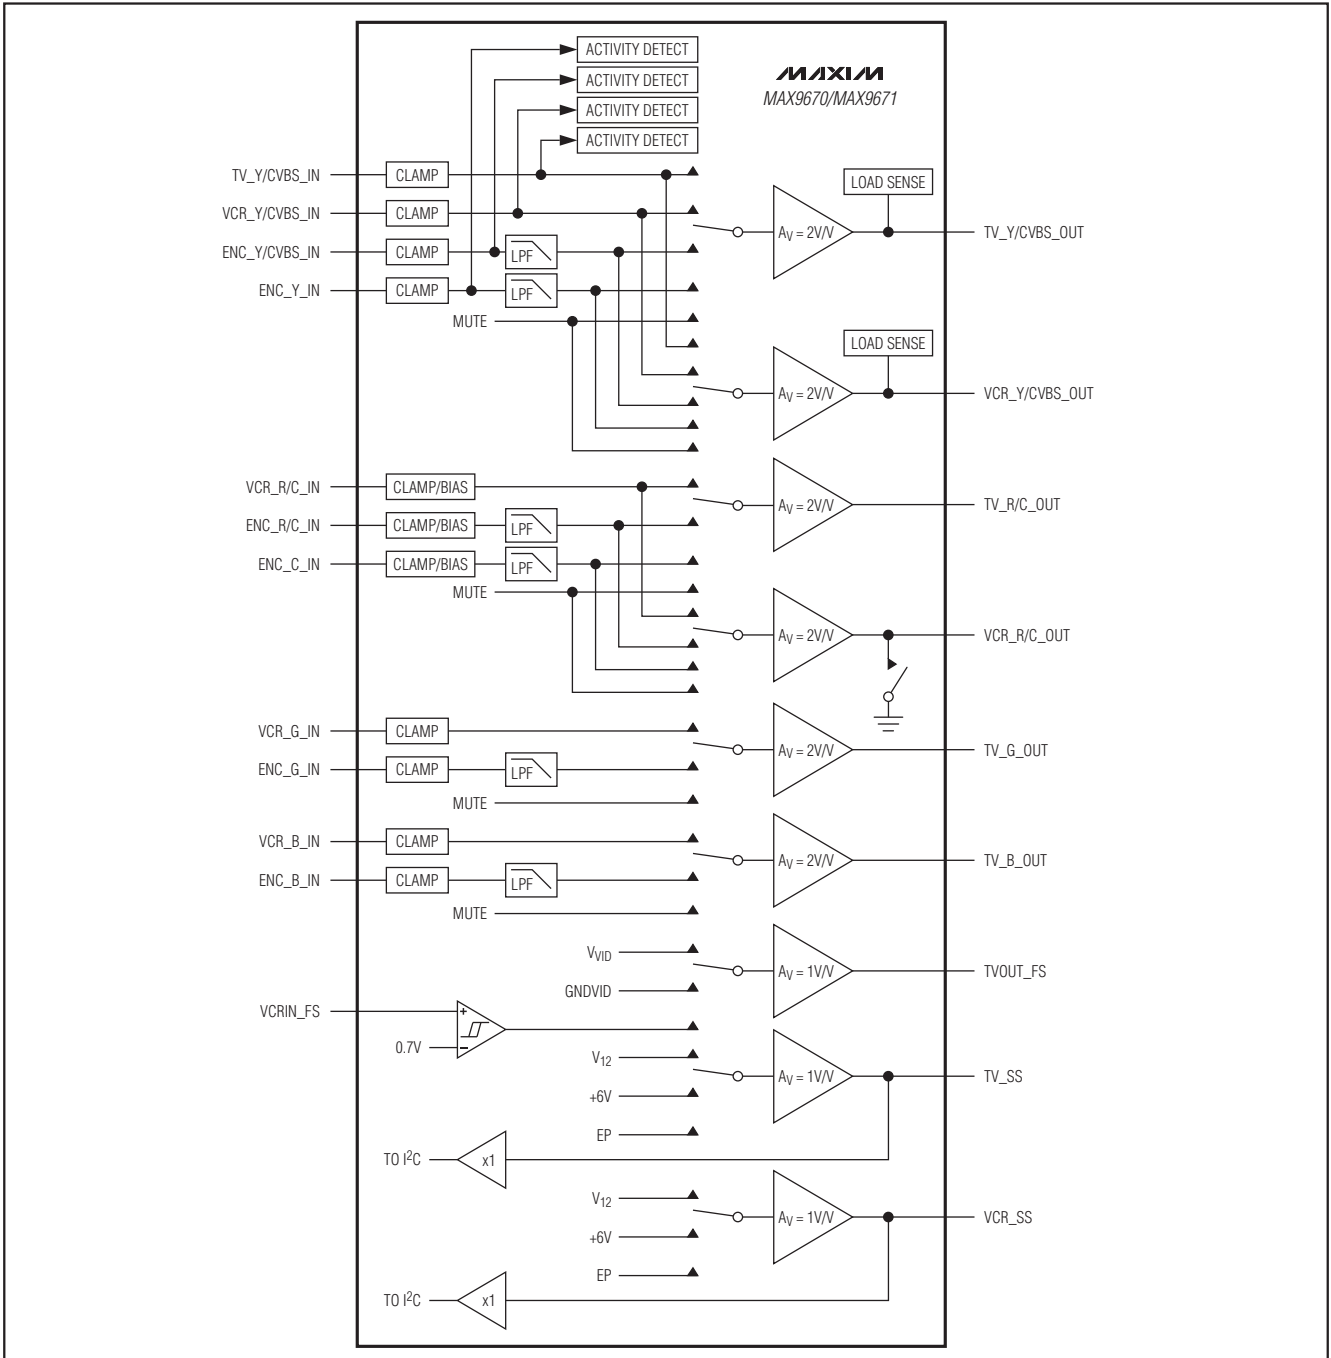 ACTIVITY DETECT
ACTIVITY DETECT
ACTIVITY DETECT
ACTIVITY DETECT
MAXIM
MAX9670/MAX9671
TV_Y/CVBS_IN
CLAMP
LOAD SENSE
VCR_Y/CVBS_IN
CLAMP
AV = 2V/V
TV_Y/CVBS_OUT
ENC_Y/CVBS_IN
CLAMP
LPF
ENC_Y_IN
CLAMP
LPF
MUTE
LOAD SENSE
AV = 2V/V
VCR_Y/CVBS_OUT
VCR_R/C_IN
CLAMP/BIAS
AV = 2V/V
TV_R/C_OUT
ENC_R/C_IN
CLAMP/BIAS
LPF
ENC_C_IN
CLAMP/BIAS
LPF
MUTE
AV = 2V/V
VCR_R/C_OUT
VCR_G_IN
CLAMP
AV = 2V/V
TV_G_OUT
ENC_G_IN
CLAMP
LPF
MUTE
VCR_B_IN
CLAMP
AV = 2V/V
TV_B_OUT
ENC_B_IN
CLAMP
LPF
MUTE
VVID
AV = 1V/V
TVOUT_FS
GNDVID
VCRIN_FS
+
0.7V
−
V12
AV = 1V/V
TV_SS
+6V
EP
TO I²C
x1
V12
AV = 1V/V
VCR_SS
+6V
EP
TO I²C
x1